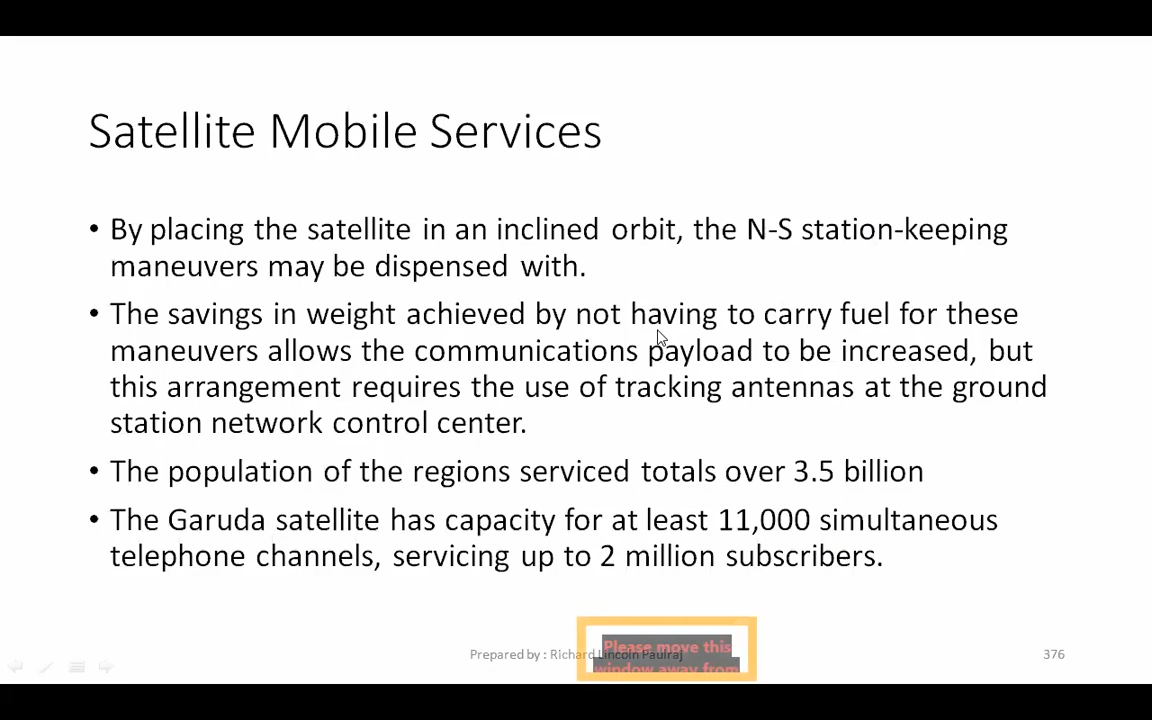 Satellite Mobile Services
• By placing the satellite in an inclined orbit, the N-S station-keeping
maneuvers may be dispensed with.
• The savings in weight achieved by not having to carry fuel for these
maneuvers allows the communications payload to be increased, but
this arrangement requires the use of tracking antennas at the ground
station network control center.
• The population of the regions serviced totals over 3.5 billion
• The Garuda satellite has capacity for at least 11,000 simultaneous
telephone channels, servicing up to 2 million subscribers.
Please move this
Prepared by : Richard Lincoln Paulraj
window away from
376